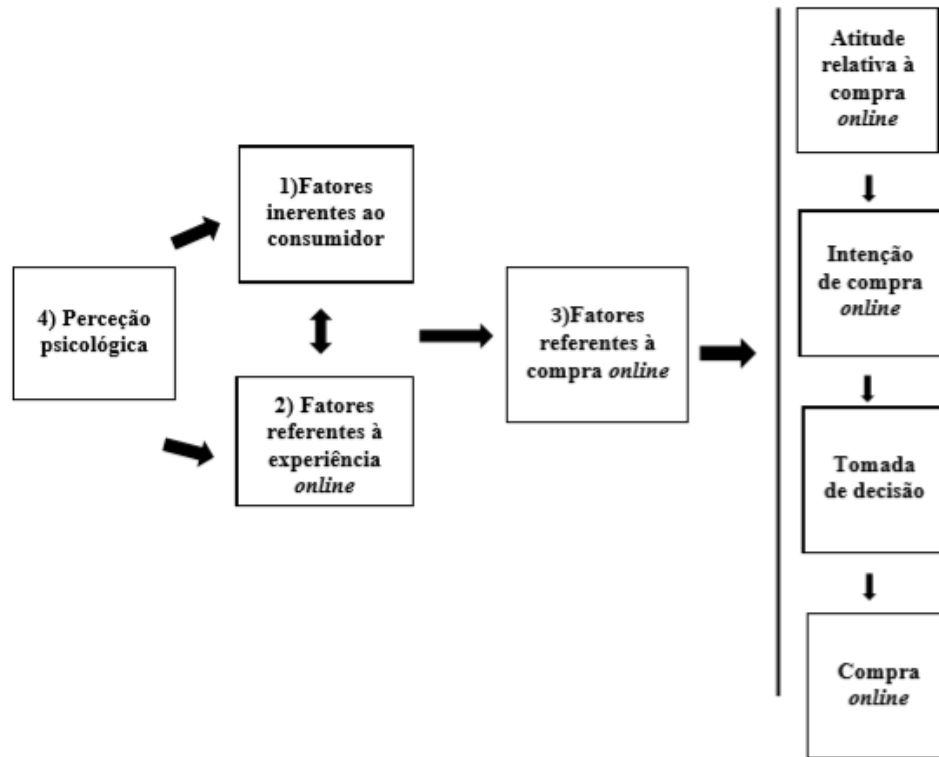 4) Perceção
psicológica
1)Fatores
inerentes ao
consumidor
2) Fatores
referentes à
experiência
online
3)Fatores
referentes à
compra online
Atitude
relativa à
compra
online
Intenção
de compra
online
Tomada
de decisão
Compra
online